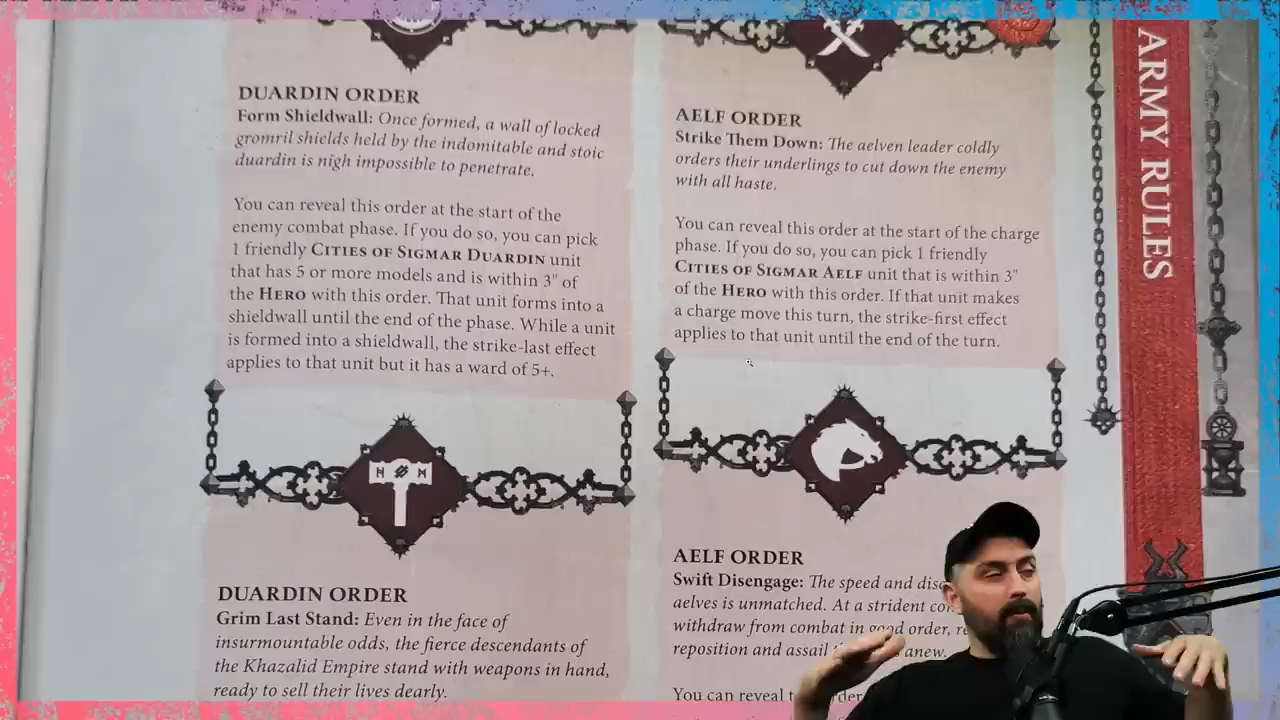 DUARDIN ORDER
Form Shieldwall: Once formed, a wall of locked
gromril shields held by the indomitable and stoic
duardin is nigh impossible to penetrate.
You can reveal this order at the start of the
enemy combat phase. If you do so, you can pick
1 friendly CITIES OF SIGMAR DUARDIN unit
that has 5 or more models and is within 3" of
the HERO with this order. That unit forms into a
shieldwall until the end of the phase. While a unit
is formed into a shieldwall, the strike-last effect
applies to that unit but it has a ward of 5+.
DUARDIN ORDER
Grim Last Stand: Even in the face of
insurmountable odds, the fierce descendants of
the Khazalid Empire stand with weapons in hand,
ready to sell their lives dearly.
AELF ORDER
Strike Them Down: The aelven leader coldly
orders their underlings to cut down the enemy
with all haste.
You can reveal this order at the start of the charge
phase. If you do so, you can pick 1 friendly
CITIES OF SIGMAR AELF unit that is within 3"
of the HERO with this order. If that unit makes
a charge move this turn, the strike-first effect
applies to that unit until the end of the turn.
AELF ORDER
Swift Disengage: The speed and
aelves is unmatched. At a strident
withdraw from combat in good order,
reposition and assail anew.
You can reveal
ARMY RULES